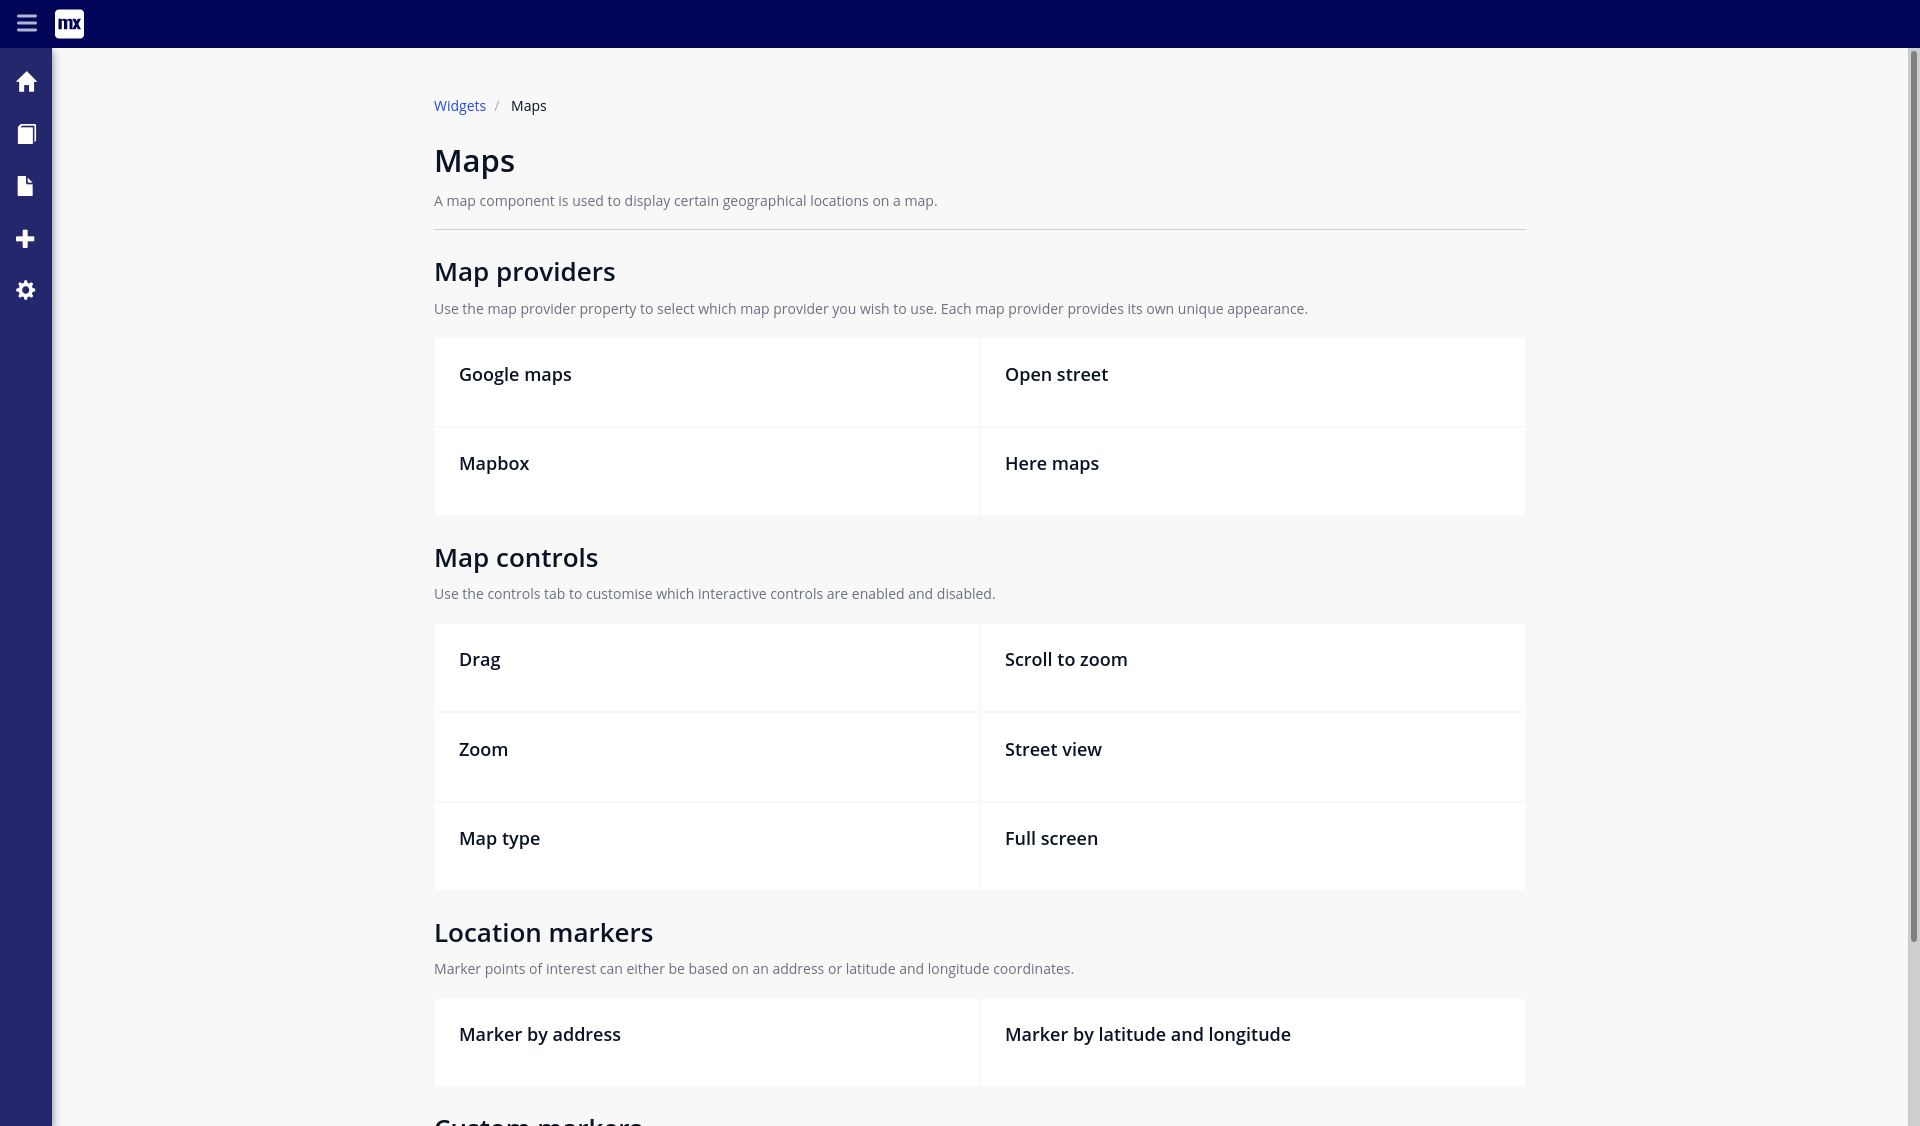 mx
Widgets / Maps
Maps
A map component is used to display certain geographical locations on a map.
Map providers
Use the map provider property to select which map provider you wish to use. Each map provider provides its own unique appearance.
Google maps
Open street
Mapbox
Here maps
Map controls
Use the controls tab to customise which interactive controls are enabled and disabled.
Drag
Scroll to zoom
Zoom
Street view
Map type
Full screen
Location markers
Marker points of interest can either be based on an address or latitude and longitude coordinates.
Marker by address
Marker by latitude and longitude
Custom markers